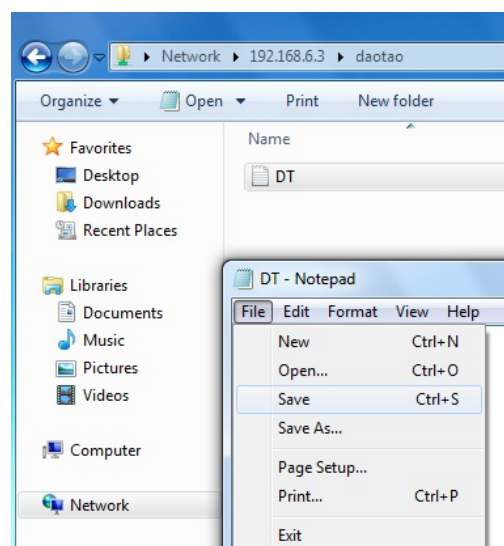 Network 192.168.6.3 daotao
Organize Open Print New folder
Favorites
Desktop
Downloads
Recent Places
Libraries
Documents
Music
Pictures
Videos
Computer
Network
Name
DT
DT - Notepad
File Edit Format View Help
New Ctrl+N
Open... Ctrl+O
Save Ctrl+S
Save As...
Page Setup...
Print... Ctrl+P
Exit